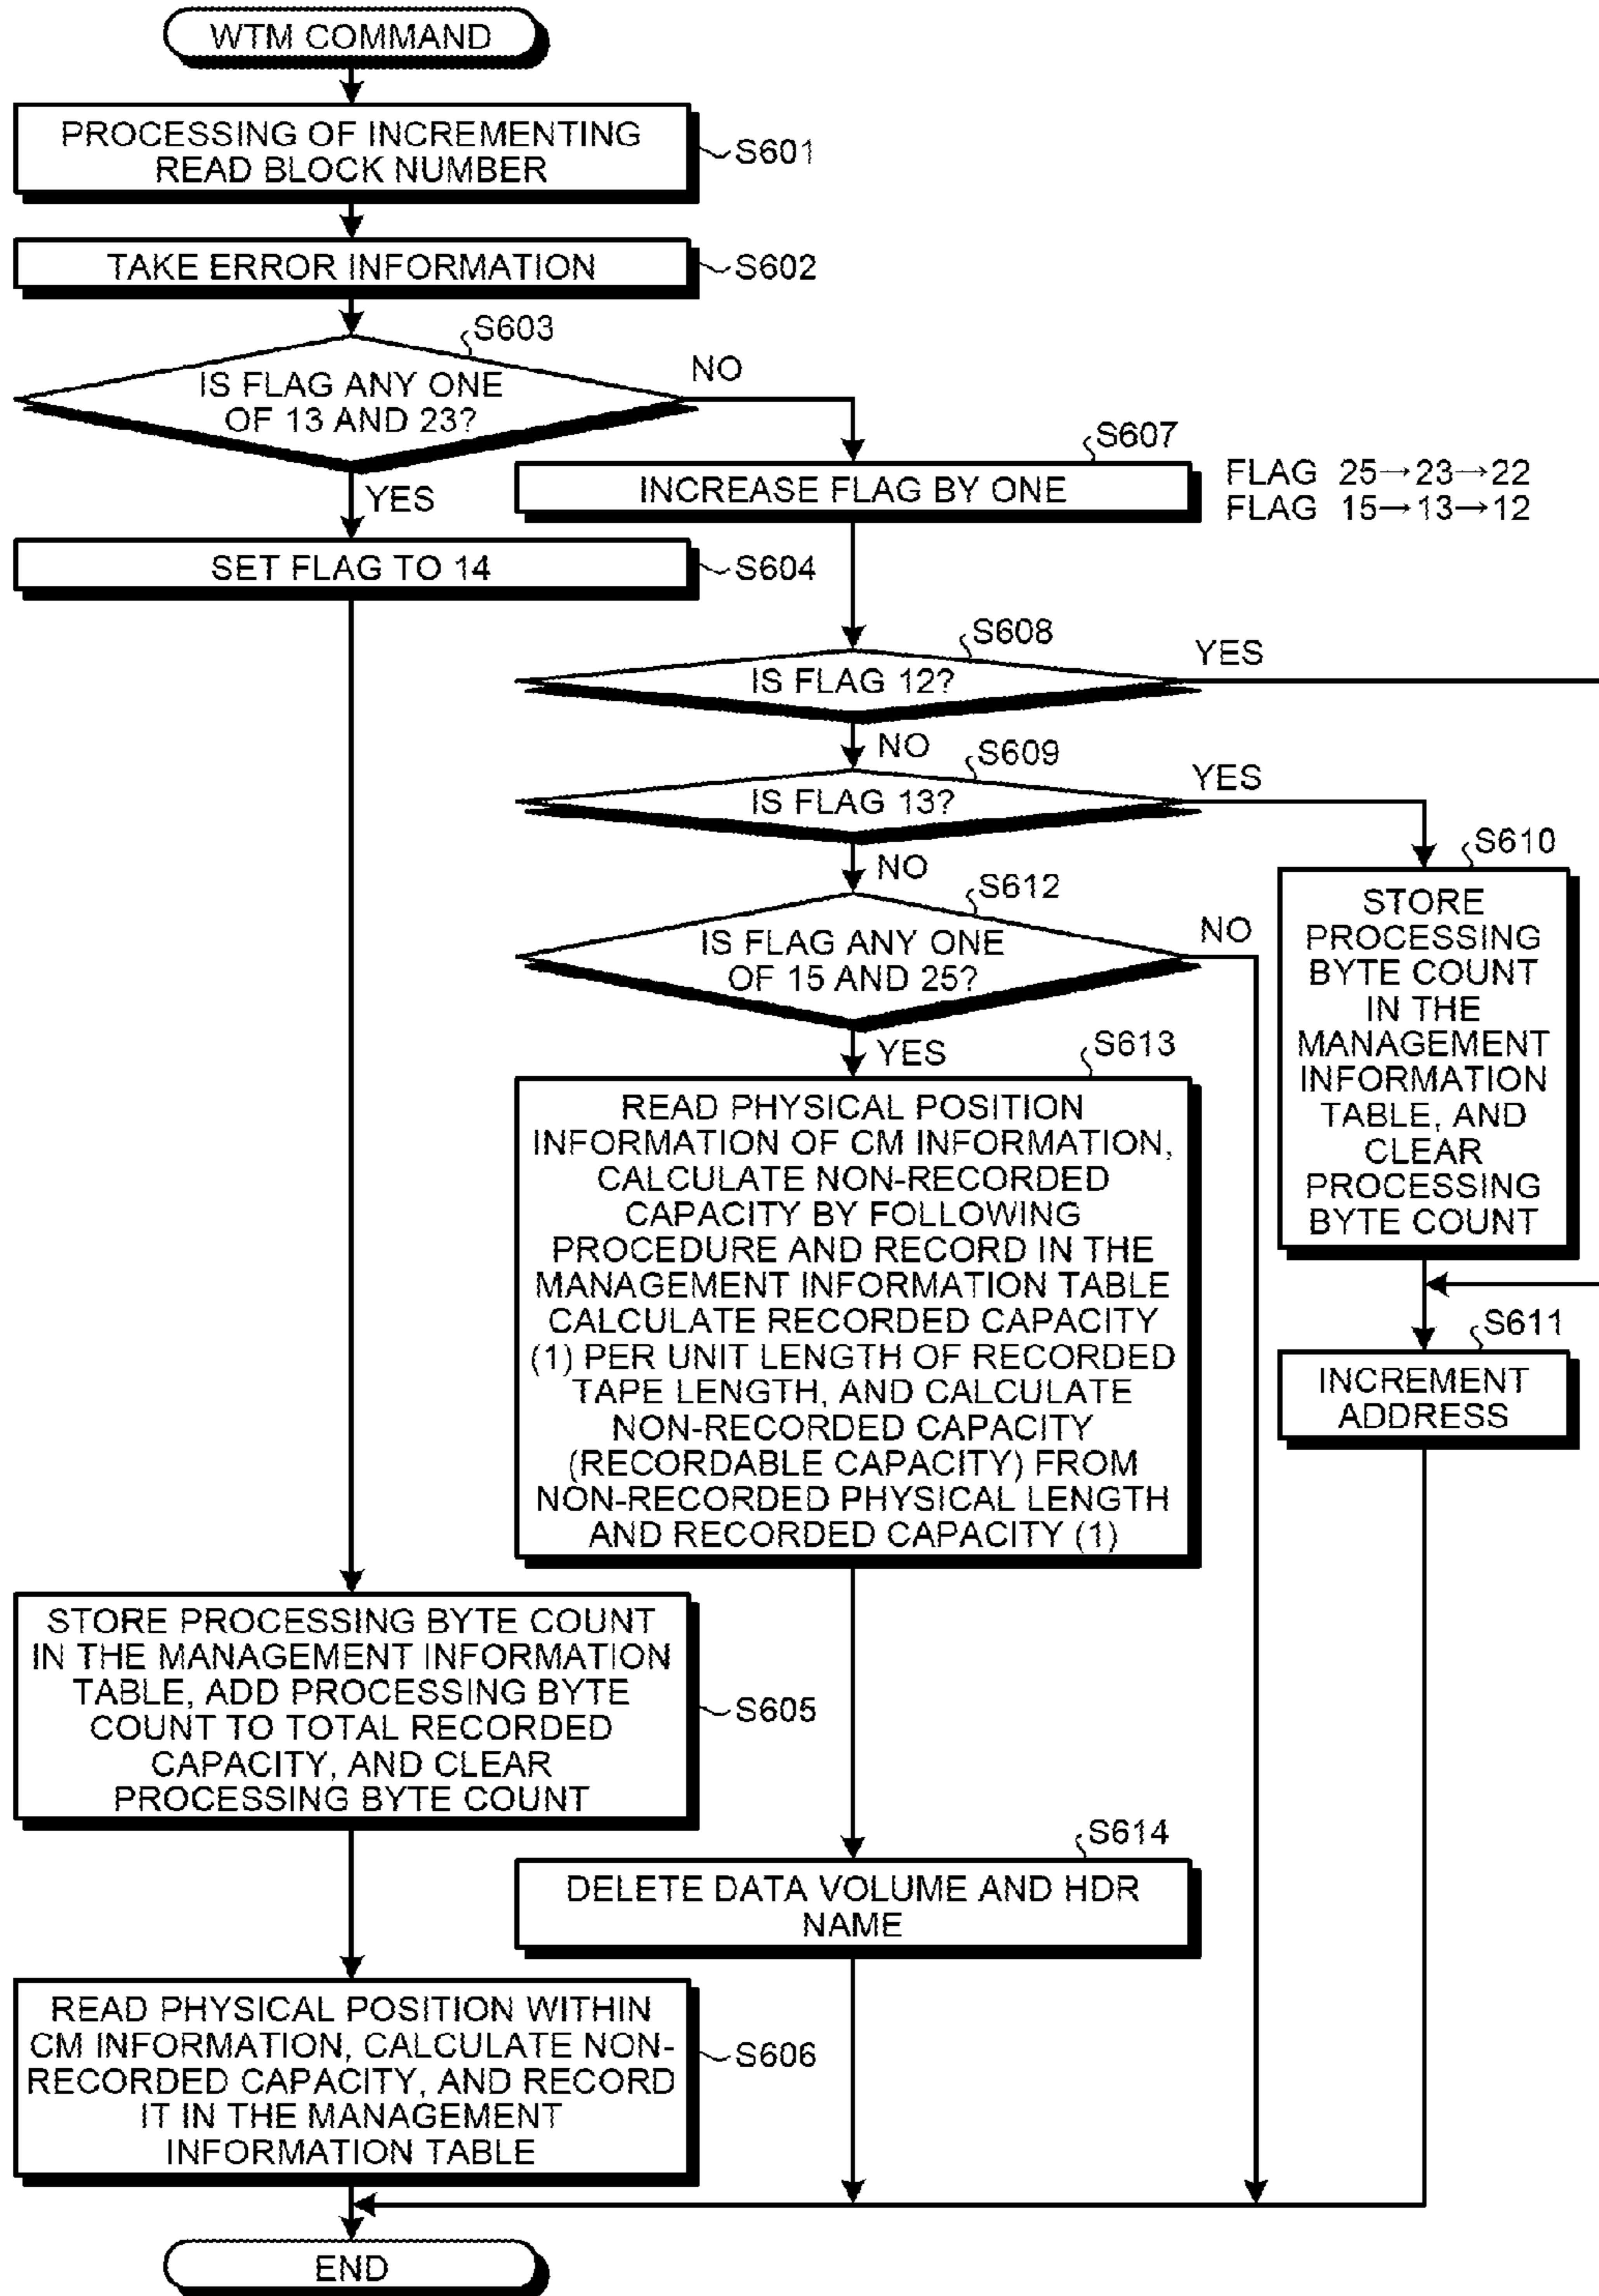 WTM COMMAND
PROCESSING OF INCREMENTING
READ BLOCK NUMBER
S601
TAKE ERROR INFORMATION
S602
S603
IS FLAG ANY ONE
OF 13 AND 23?
NO
YES
S607
INCREASE FLAG BY ONE
FLAG 25→23→22
FLAG 15→13→12
SET FLAG TO 14
S604
S608
IS FLAG 12?
YES
NO
S609
IS FLAG 13?
YES
NO
S610
STORE
PROCESSING
BYTE COUNT
IN THE
MANAGEMENT
INFORMATION
TABLE, AND
CLEAR
PROCESSING
BYTE COUNT
S612
IS FLAG ANY ONE
OF 15 AND 25?
NO
YES
S613
READ PHYSICAL POSITION
INFORMATION OF CM INFORMATION,
CALCULATE NON-RECORDED
CAPACITY BY FOLLOWING
PROCEDURE AND RECORD IN THE
MANAGEMENT INFORMATION TABLE
CALCULATE RECORDED CAPACITY
(1) PER UNIT LENGTH OF RECORDED
TAPE LENGTH, AND CALCULATE
NON-RECORDED CAPACITY
(RECORDABLE CAPACITY) FROM
NON-RECORDED PHYSICAL LENGTH
AND RECORDED CAPACITY (1)
S611
INCREMENT
ADDRESS
STORE PROCESSING BYTE COUNT
IN THE MANAGEMENT INFORMATION
TABLE, ADD PROCESSING BYTE
COUNT TO TOTAL RECORDED
CAPACITY, AND CLEAR
PROCESSING BYTE COUNT
S605
S614
DELETE DATA VOLUME AND HDR
NAME
READ PHYSICAL POSITION WITHIN
CM INFORMATION, CALCULATE NON-
RECORDED CAPACITY, AND RECORD
IT IN THE MANAGEMENT
INFORMATION TABLE
S606
END